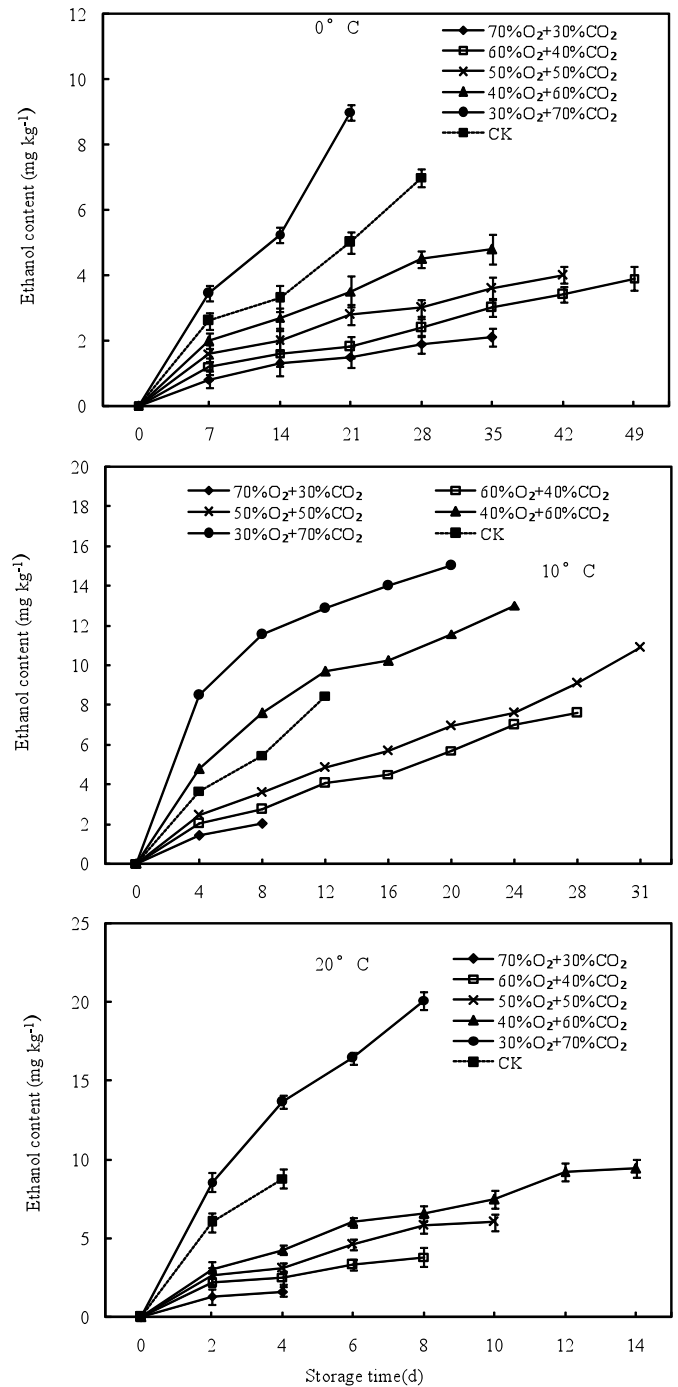 12
10
8
6
4
2
0
0° C
70%O₂+30%CO₂
60%O₂+40%CO₂
50%O₂+50%CO₂
40%O₂+60%CO₂
30%O₂+70%CO₂
CK
Ethanol content (mg kg⁻¹)
0 7 14 21 28 35 42 49
20
18
16
14
12
10
8
6
4
2
0
70%O₂+30%CO₂ 60%O₂+40%CO₂
50%O₂+50%CO₂ 40%O₂+60%CO₂
30%O₂+70%CO₂ CK
10° C
Ethanol content (mg kg⁻¹)
0 4 8 12 16 20 24 28 31
25
20
15
10
5
0
20° C
70%O₂+30%CO₂
60%O₂+40%CO₂
50%O₂+50%CO₂
40%O₂+60%CO₂
30%O₂+70%CO₂
CK
Ethanol content (mg kg⁻¹)
0 2 4 6 8 10 12 14
Storage time(d)